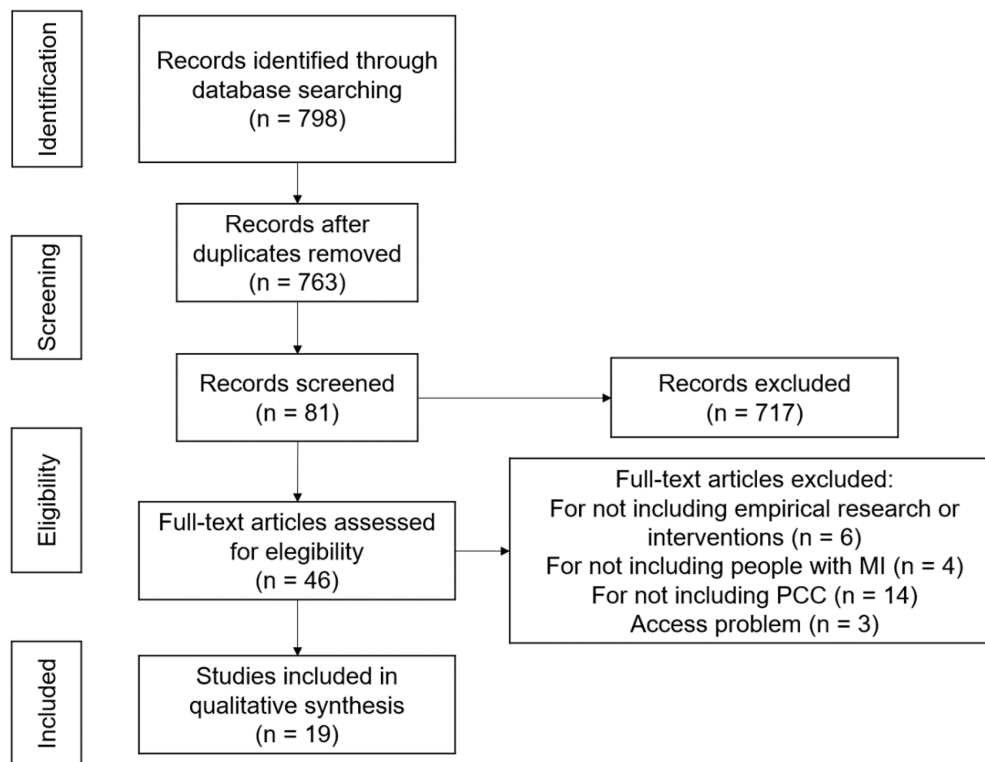 Identification
Records identified through
database searching
(n = 798)
Screening
Records after
duplicates removed
(n = 763)
Records screened
(n = 81)
Records excluded
(n = 717)
Eligibility
Full-text articles assessed
for elegibility
(n = 46)
Full-text articles excluded:
For not including empirical research or
interventions (n = 6)
For not including people with MI (n = 4)
For not including PCC (n = 14)
Access problem (n = 3)
Included
Studies included in
qualitative synthesis
(n = 19)